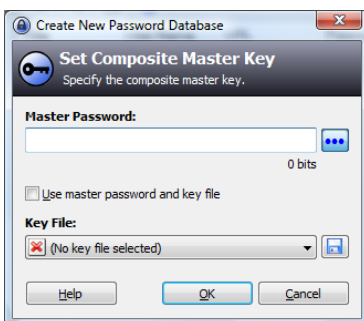 Create New Password Database
Set Composite Master Key
Specify the composite master key.
Master Password:
0 bits
Use master password and key file
Key File:
(No key file selected)
Help OK Cancel